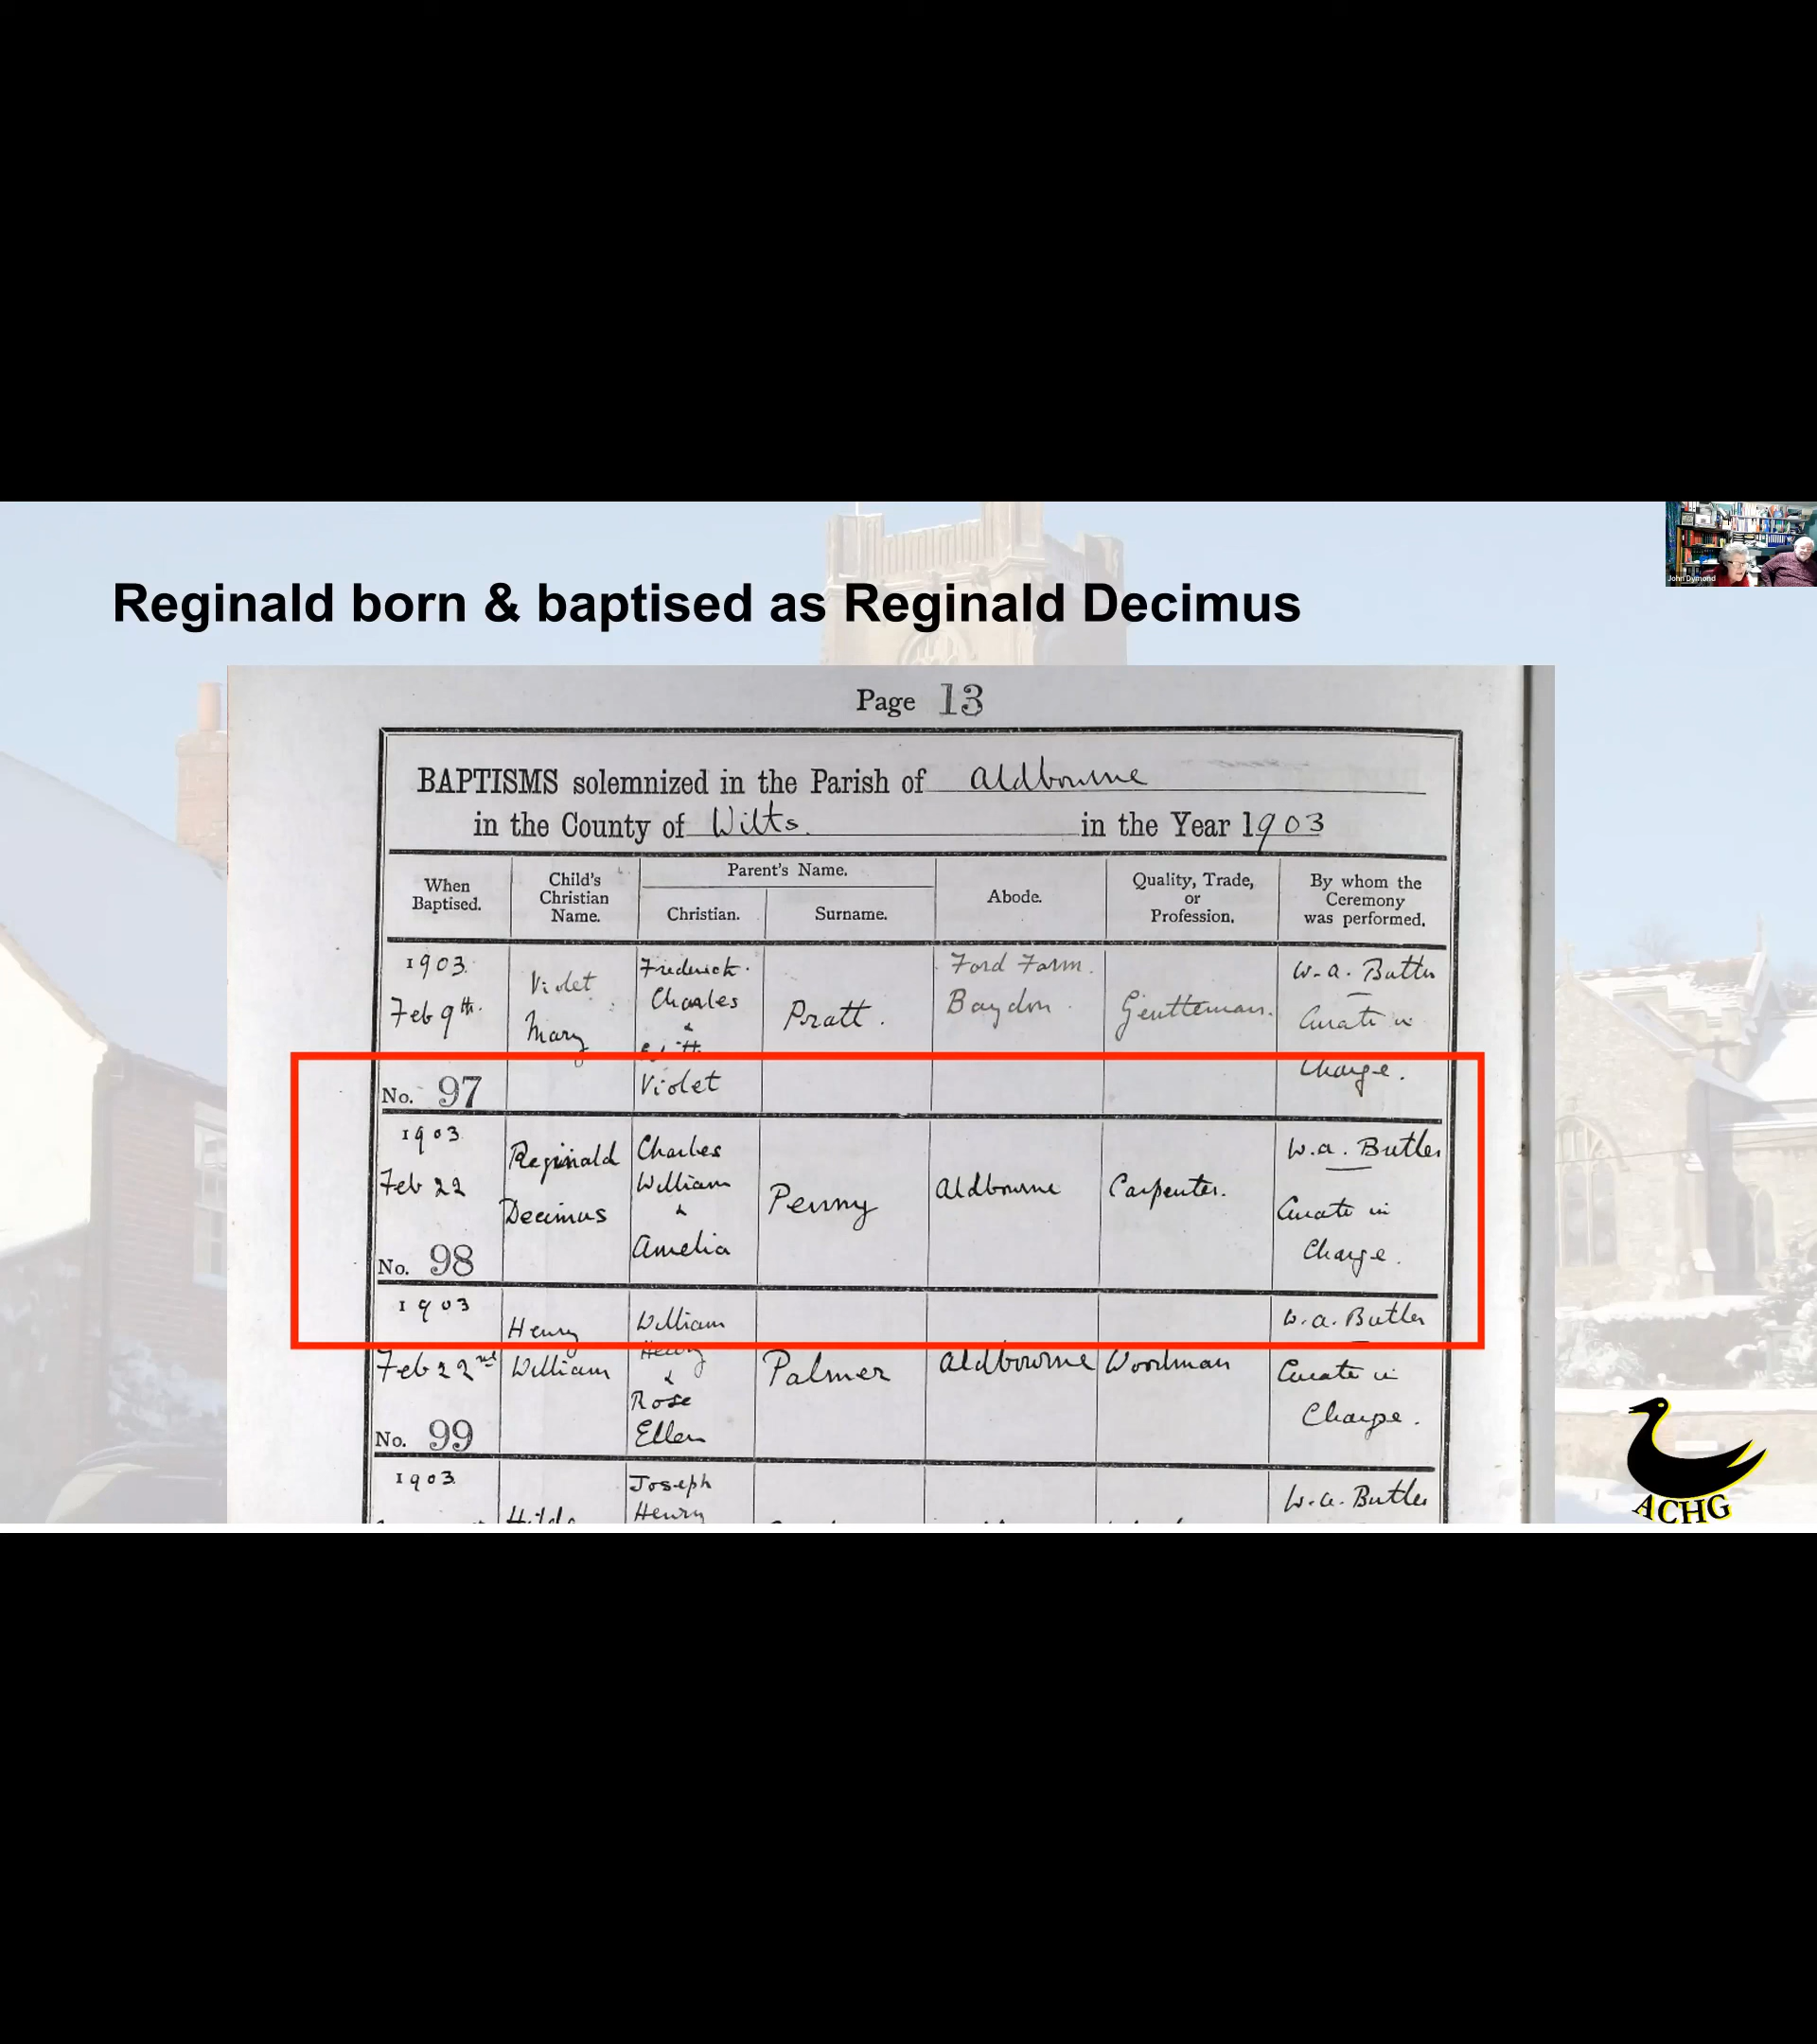 John Dymond
Reginald born & baptised as Reginald Decimus
Page 13
BAPTISMS solemnized in the Parish of Aldbourne
in the County of Wilts. in the Year 1903
When Baptised. Child's Christian Name. Parent's Name. Christian. Surname. Abode. Quality, Trade, or Profession. By whom the Ceremony was performed.
1903 Frederick. Ford Farm. W. A. Butler
Feb 9th. Violet Mary Charles & Pratt. Baydon. Gentleman. Curate in
No. 97 Violet Charge.
1903 Reginald Charles W. A. Butler
Feb 22 Decimus William & Penny Aldbourne Carpenter. Curate in
No. 98 Amelia Charge.
1903 Henry William W. A. Butler
Feb 22nd William Henry & Palmer Aldbourne Woodman Curate in
Rose Charge.
No. 99 Ellen
1903 Joseph W. A. Butler
Henry
ACHG